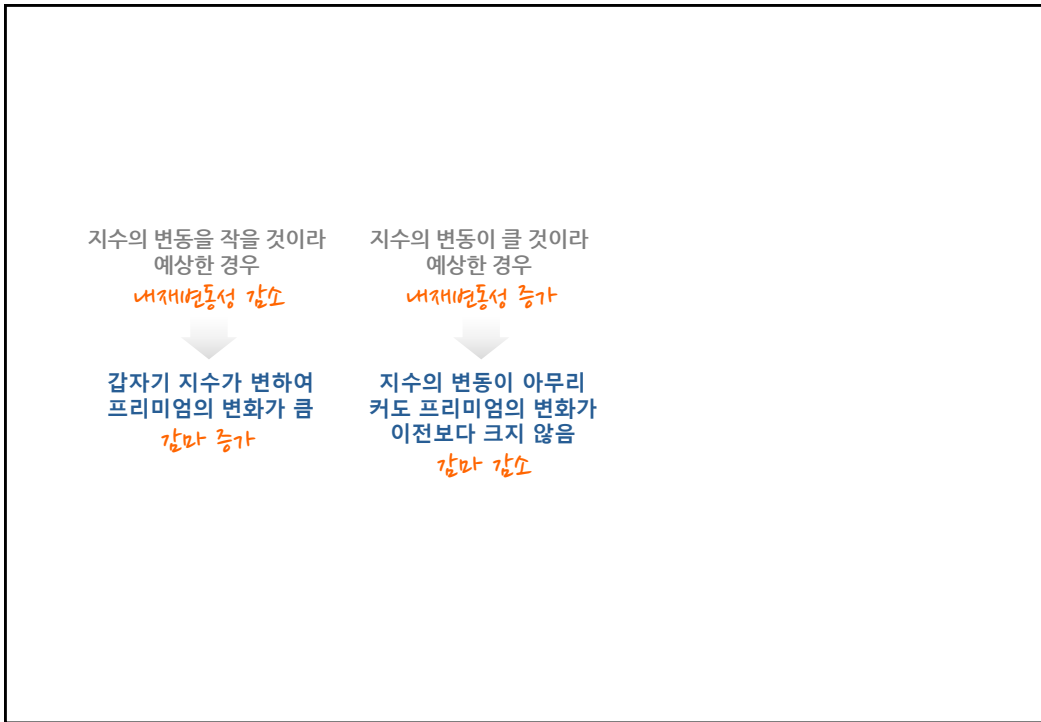 지수의 변동을 작을 것이라
예상한 경우
내재변동성 감소
갑자기 지수가 변하여
프리미엄의 변화가 큼
감마 증가
지수의 변동이 클 것이라
예상한 경우
내재변동성 증가
지수의 변동이 아무리
커도 프리미엄의 변화가
이전보다 크지 않음
감마 감소